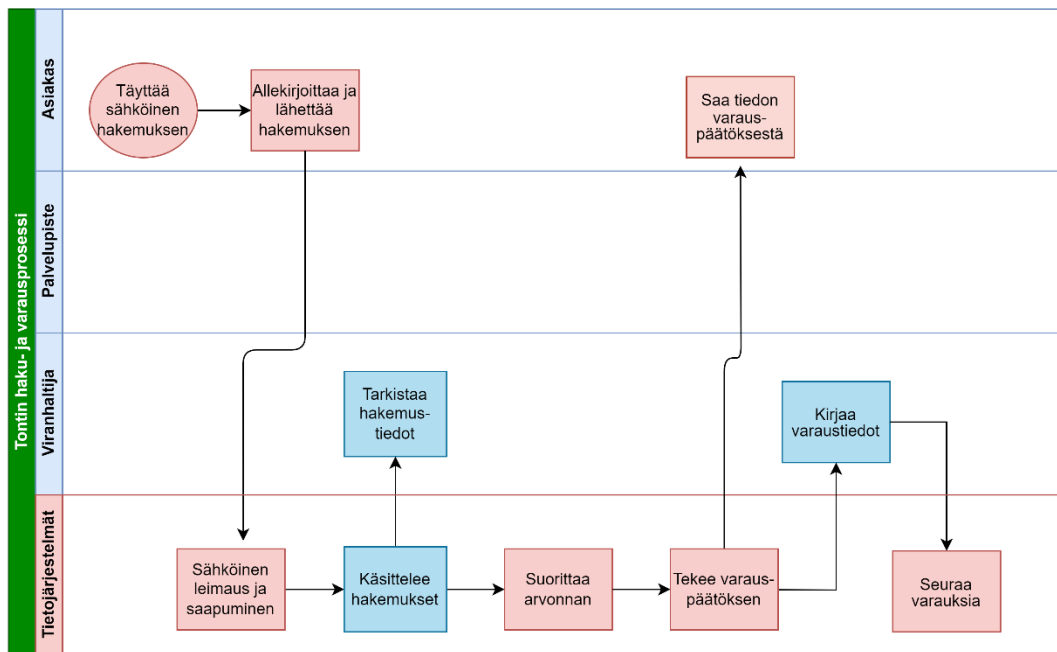 Tontin haku- ja varausprosessi
Asiakas
Täyttää
sähköinen
hakemuksen
Allekirjoittaa ja
lähettää
hakemuksen
Saa tiedon
varaus-
päätöksestä
Palvelupiste
Viranhaltija
Tarkistaa
hakemus-
tiedot
Kirjaa
varaustiedot
Tietojärjestelmät
Sähköinen
leimaus ja
saapuminen
Käsittelee
hakemukset
Suorittaa
arvonnan
Tekee varaus-
päätöksen
Seuraa
varauksia